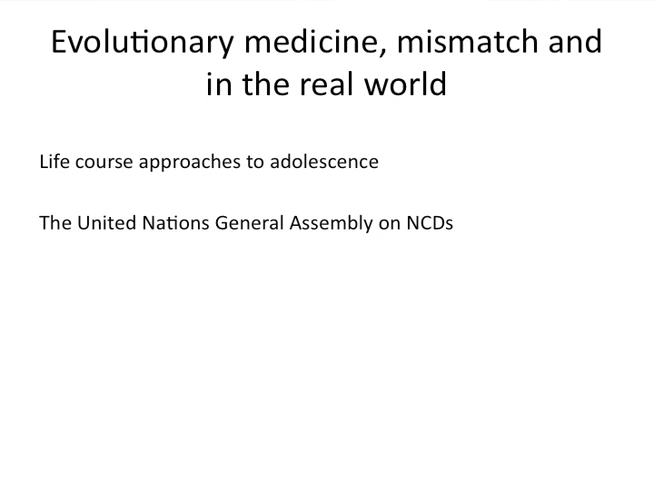 Evolutionary medicine, mismatch and
in the real world
Life course approaches to adolescence
The United Nations General Assembly on NCDs